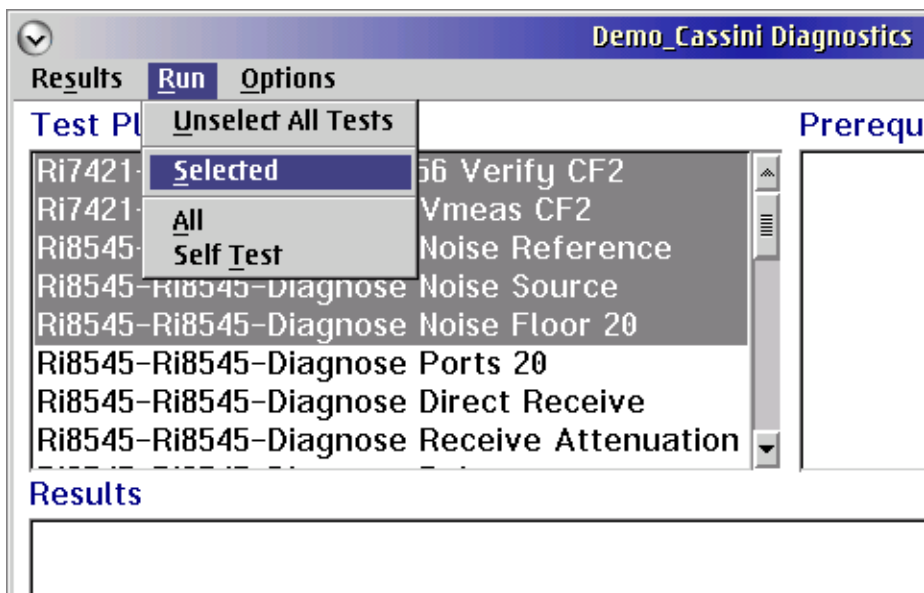 Demo_Cassini Diagnostics
Results Run Options
Unselect All Tests
Selected
All
Self Test
Test Pl
Prerequ
Ri7421- 56 Verify CF2
Ri7421- Vmeas CF2
Ri8545- Noise Reference
Ri8545-Ri8545-Diagnose Noise Source
Ri8545-Ri8545-Diagnose Noise Floor 20
Ri8545-Ri8545-Diagnose Ports 20
Ri8545-Ri8545-Diagnose Direct Receive
Ri8545-Ri8545-Diagnose Receive Attenuation
Results